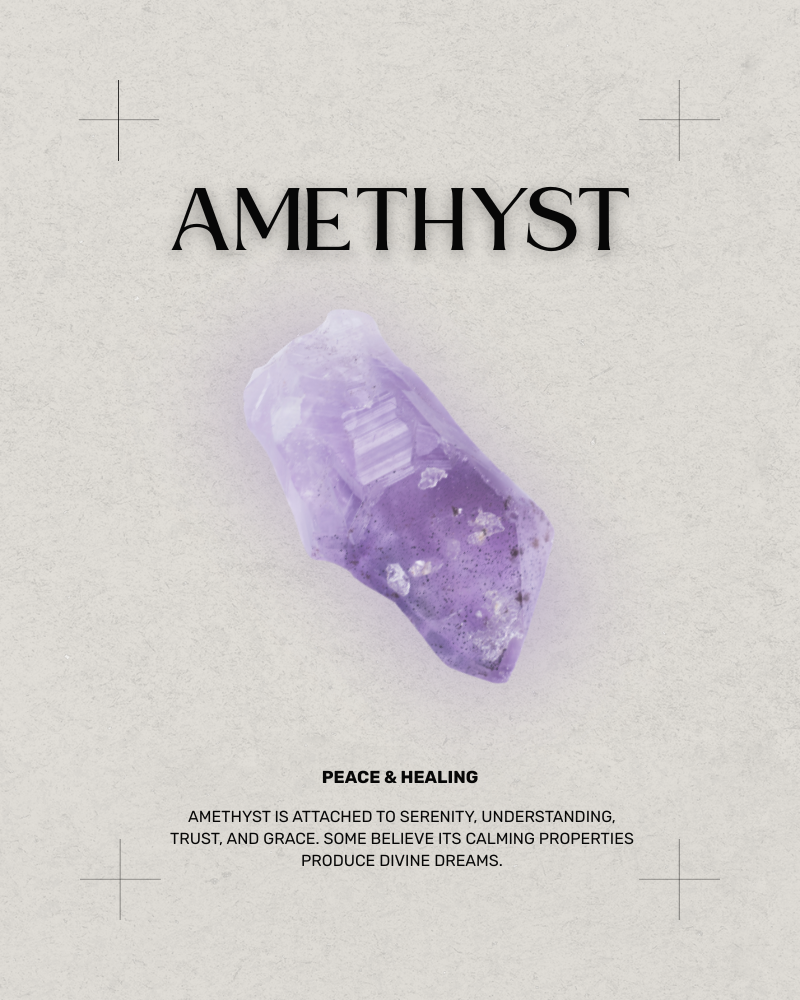 AMETHYST
PEACE & HEALING
AMETHYST IS ATTACHED TO SERENITY, UNDERSTANDING,
TRUST, AND GRACE. SOME BELIEVE ITS CALMING PROPERTIES
PRODUCE DIVINE DREAMS.